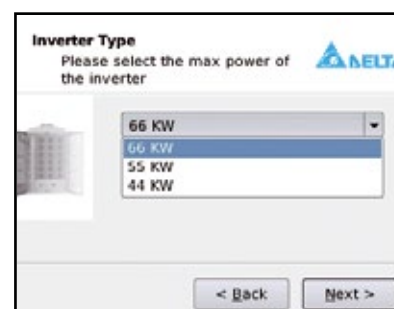 Inverter Type
Please select the max power of
the inverter
DELTA
66 KW
66 KW
55 KW
44 KW
< Back
Next >